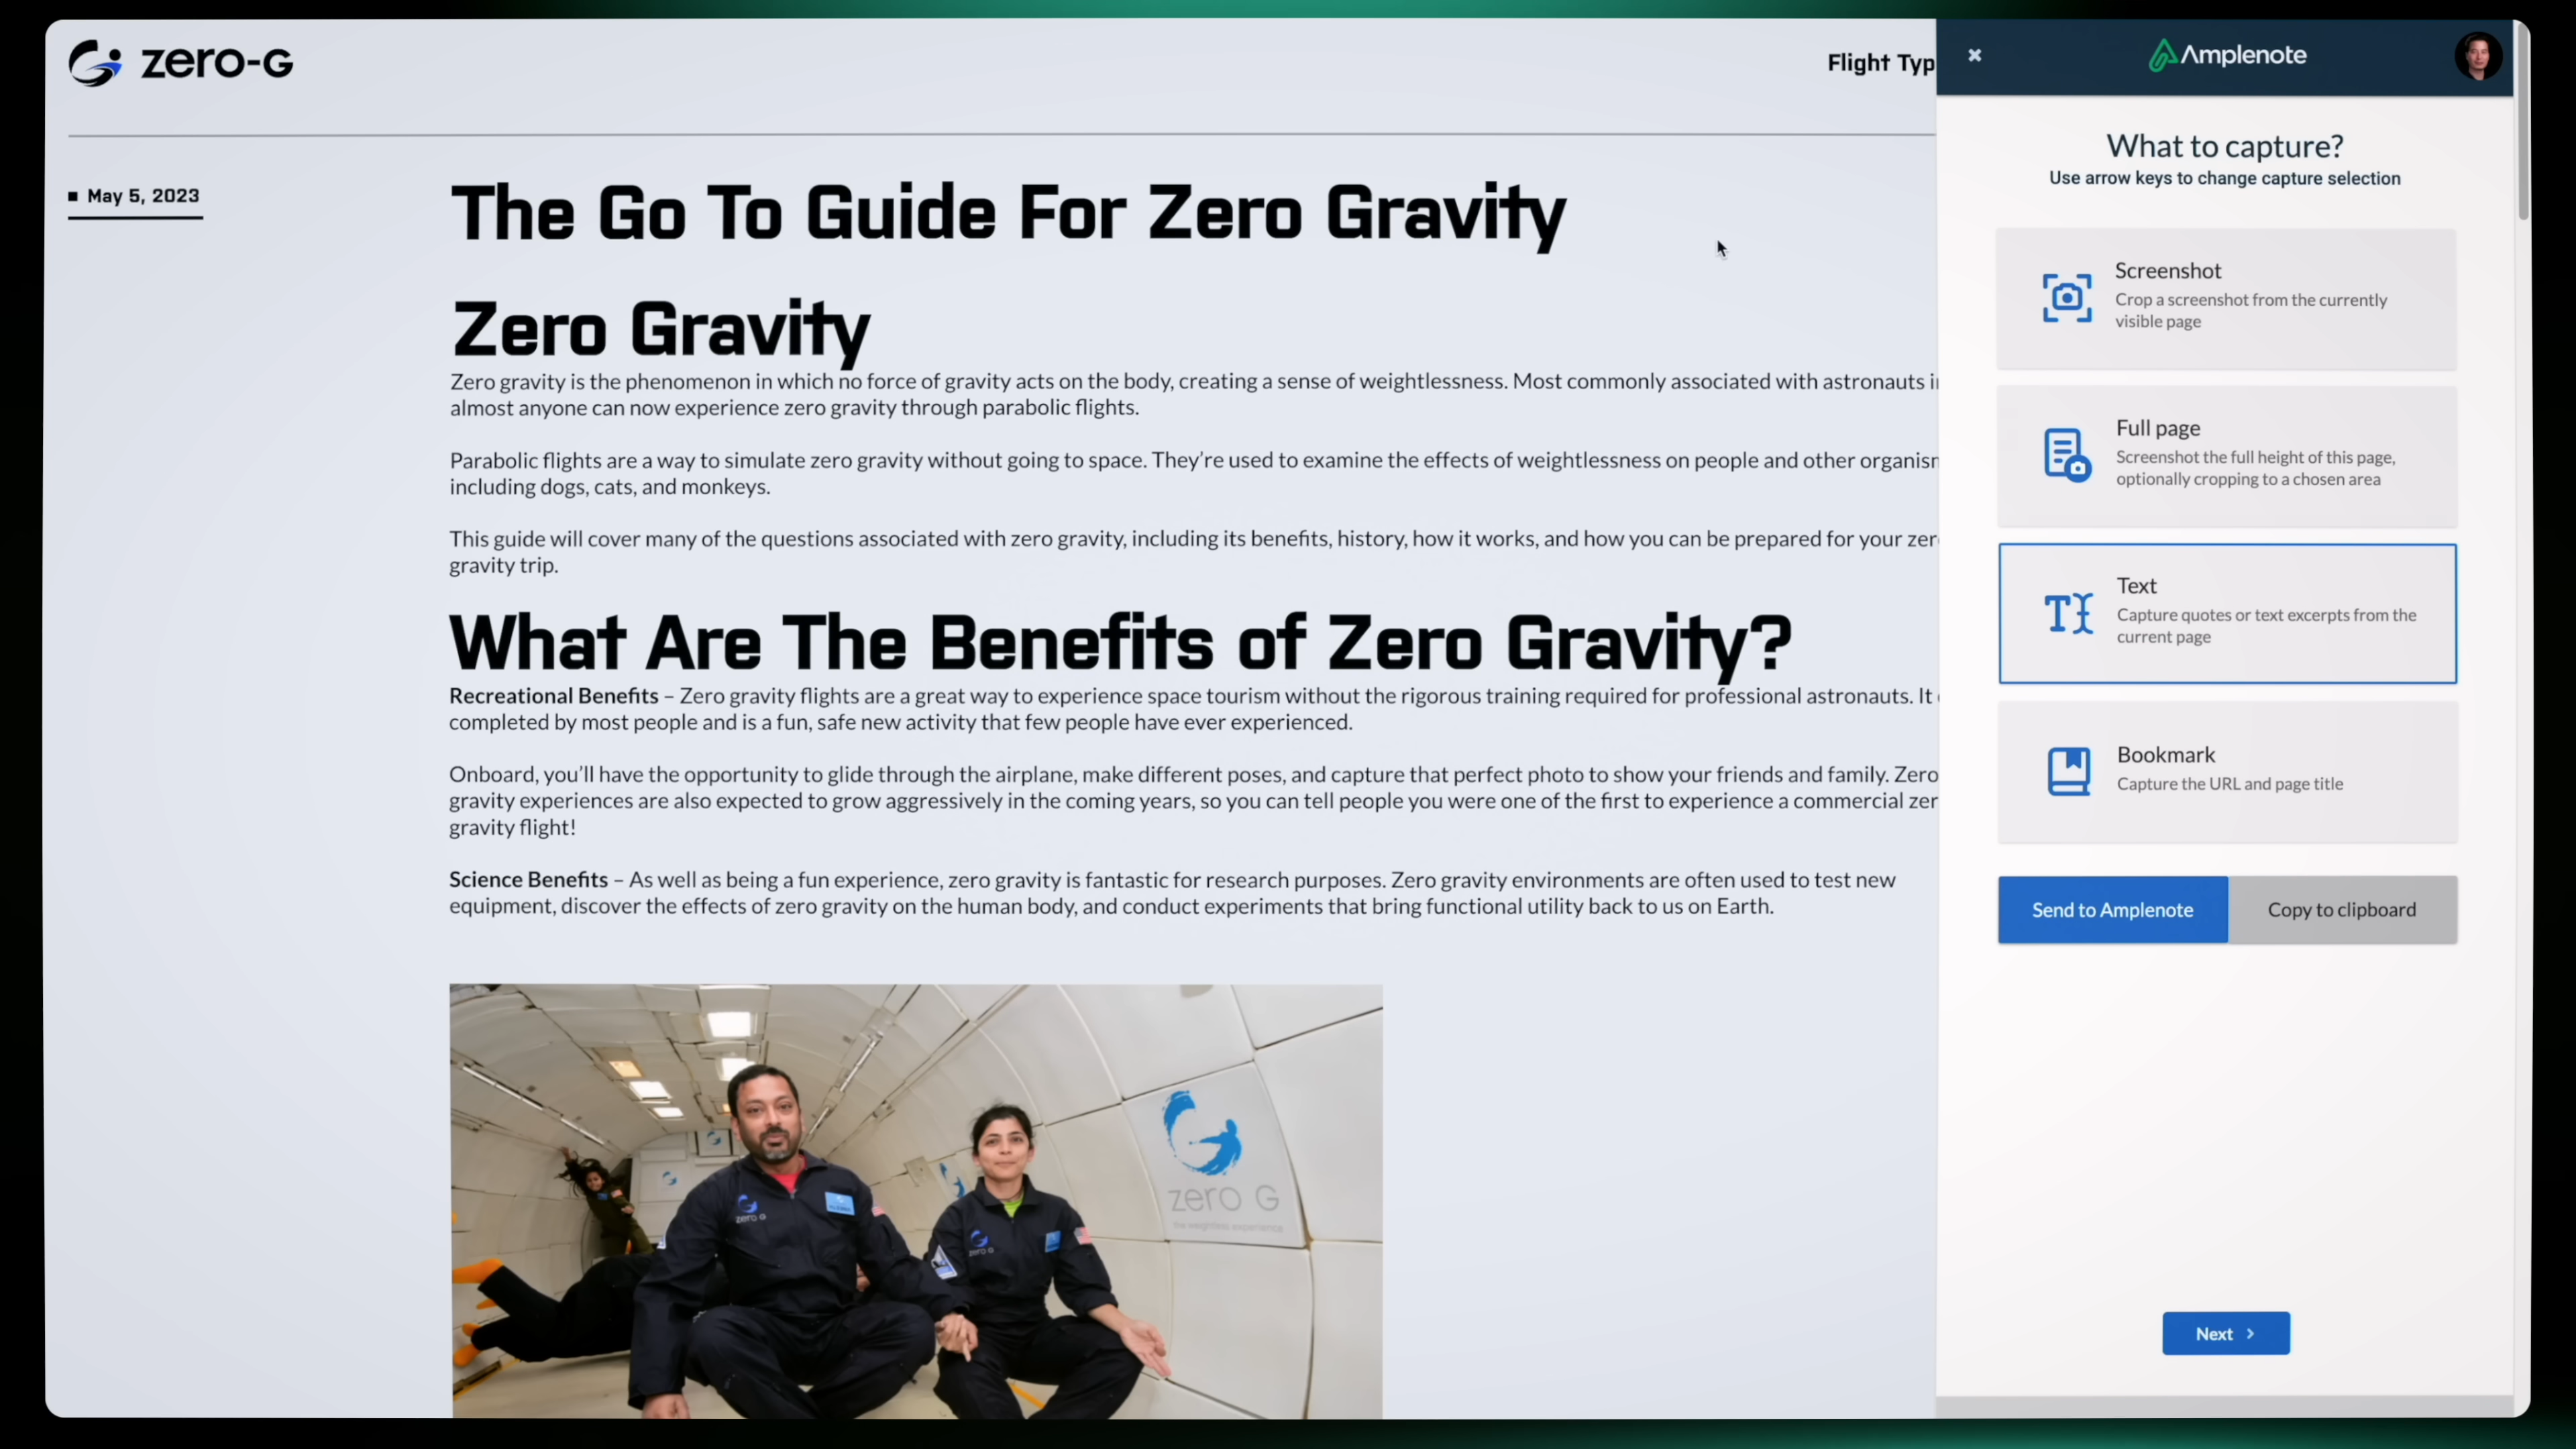 zero-G
Flight Typ
May 5, 2023
The Go To Guide For Zero Gravity
Zero Gravity
Zero gravity is the phenomenon in which no force of gravity acts on the body, creating a sense of weightlessness. Most commonly associated with astronauts
almost anyone can now experience zero gravity through parabolic flights.
Parabolic flights are a way to simulate zero gravity without going to space. They're used to examine the effects of weightlessness on people and other
including dogs, cats, and monkeys.
This guide will cover many of the questions associated with zero gravity, including its benefits, history, how it works, and how you can be prepared for your
gravity trip.
What Are The Benefits of Zero Gravity?
Recreational Benefits – Zero gravity flights are a great way to experience space tourism without the rigorous training required for professional astronauts. It
completed by most people and is a fun, safe new activity that few people have ever experienced.
Onboard, you'll have the opportunity to glide through the airplane, make different poses, and capture that perfect photo to show your friends and family. Zero
gravity experiences are also expected to grow aggressively in the coming years, so you can tell people you were one of the first to experience a commercial
gravity flight!
Science Benefits – As well as being a fun experience, zero gravity is fantastic for research purposes. Zero gravity environments are often used to test new
equipment, discover the effects of zero gravity on the human body, and conduct experiments that bring functional utility back to us on Earth.
zero G
the weightless experience
zero G
zero G
Amplenote
What to capture?
Use arrow keys to change capture selection
Screenshot
Crop a screenshot from the currently
visible page
Full page
Screenshot the full height of this page,
optionally cropping to a chosen area
Text
Capture quotes or text excerpts from the
current page
Bookmark
Capture the URL and page title
Send to Amplenote
Copy to clipboard
Next